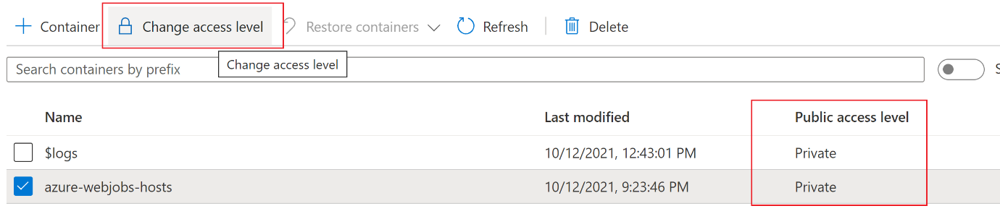 Container Change access level Restore containers Refresh Delete
Search containers by prefix Change access level S
Name Last modified Public access level
$logs 10/12/2021, 12:43:01 PM Private
azure-webjobs-hosts 10/12/2021, 9:23:46 PM Private